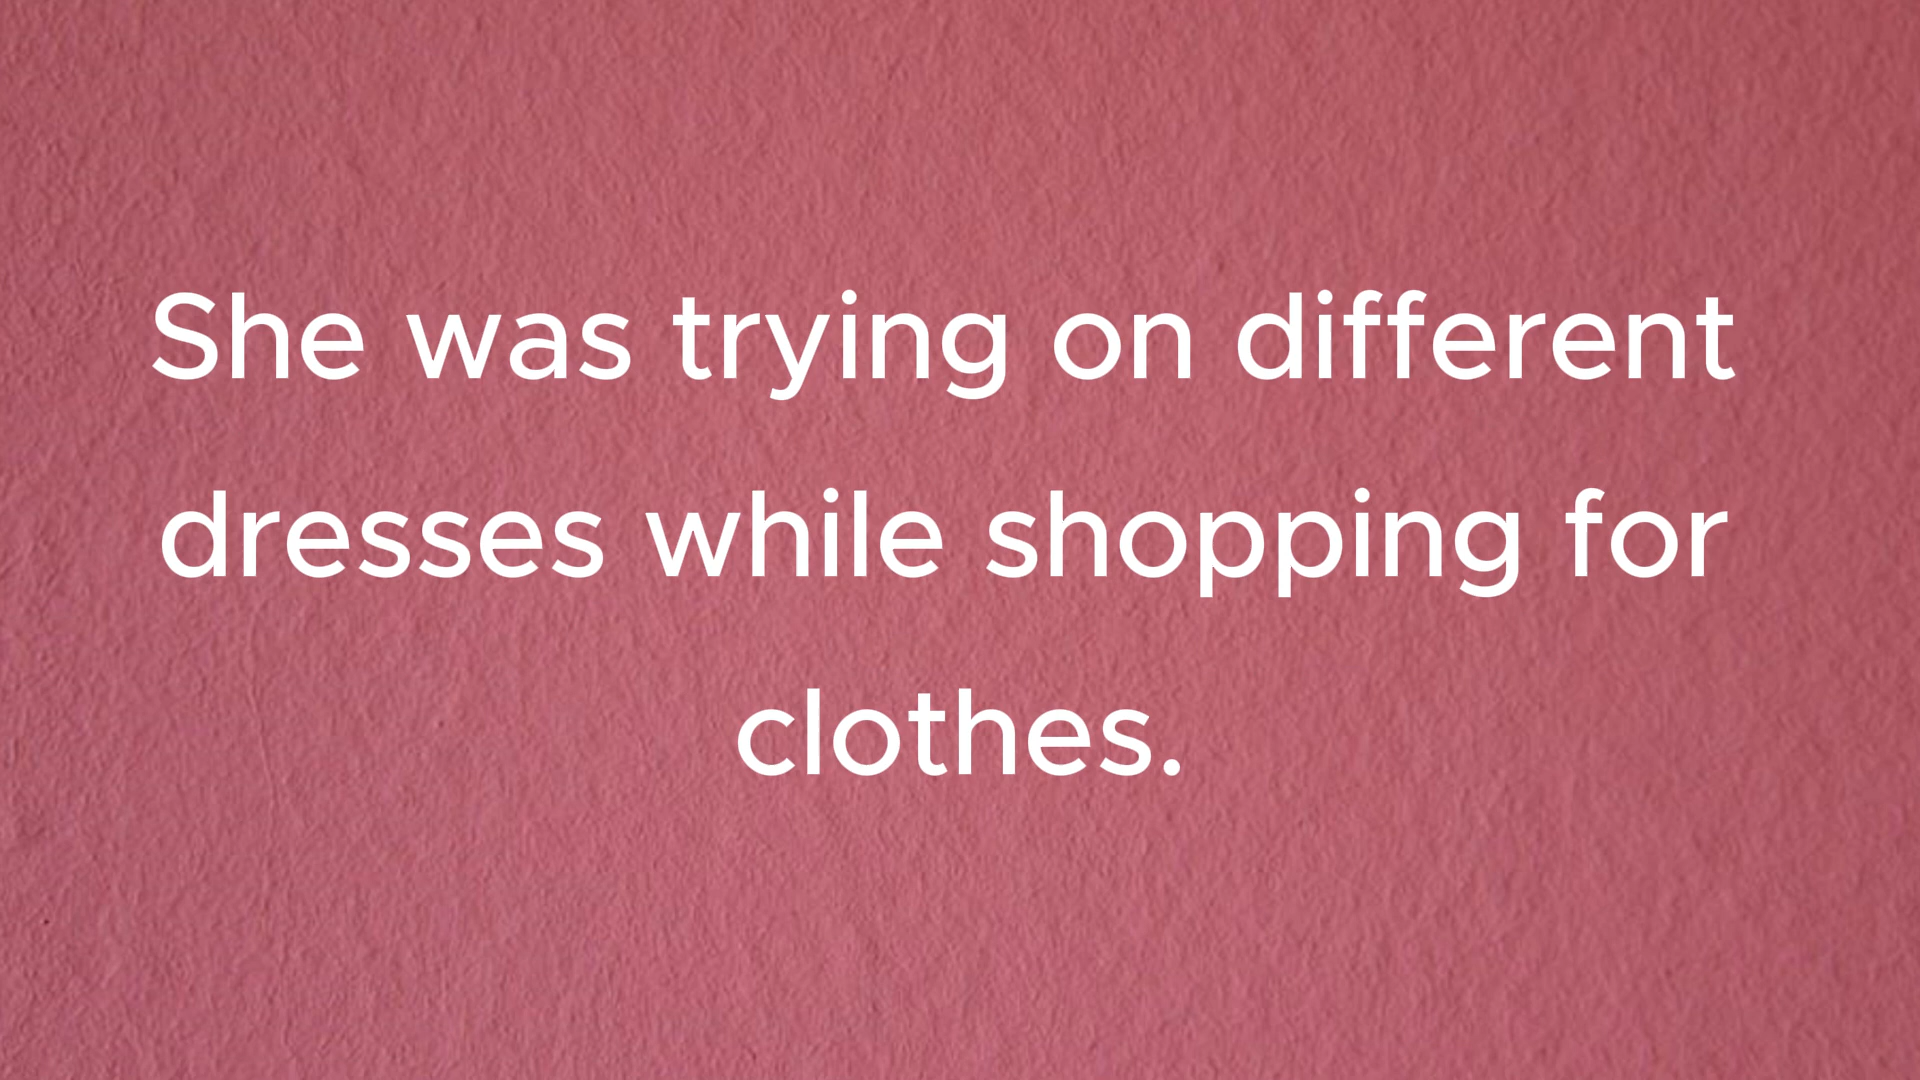 She was trying on different
dresses while shopping for
clothes.